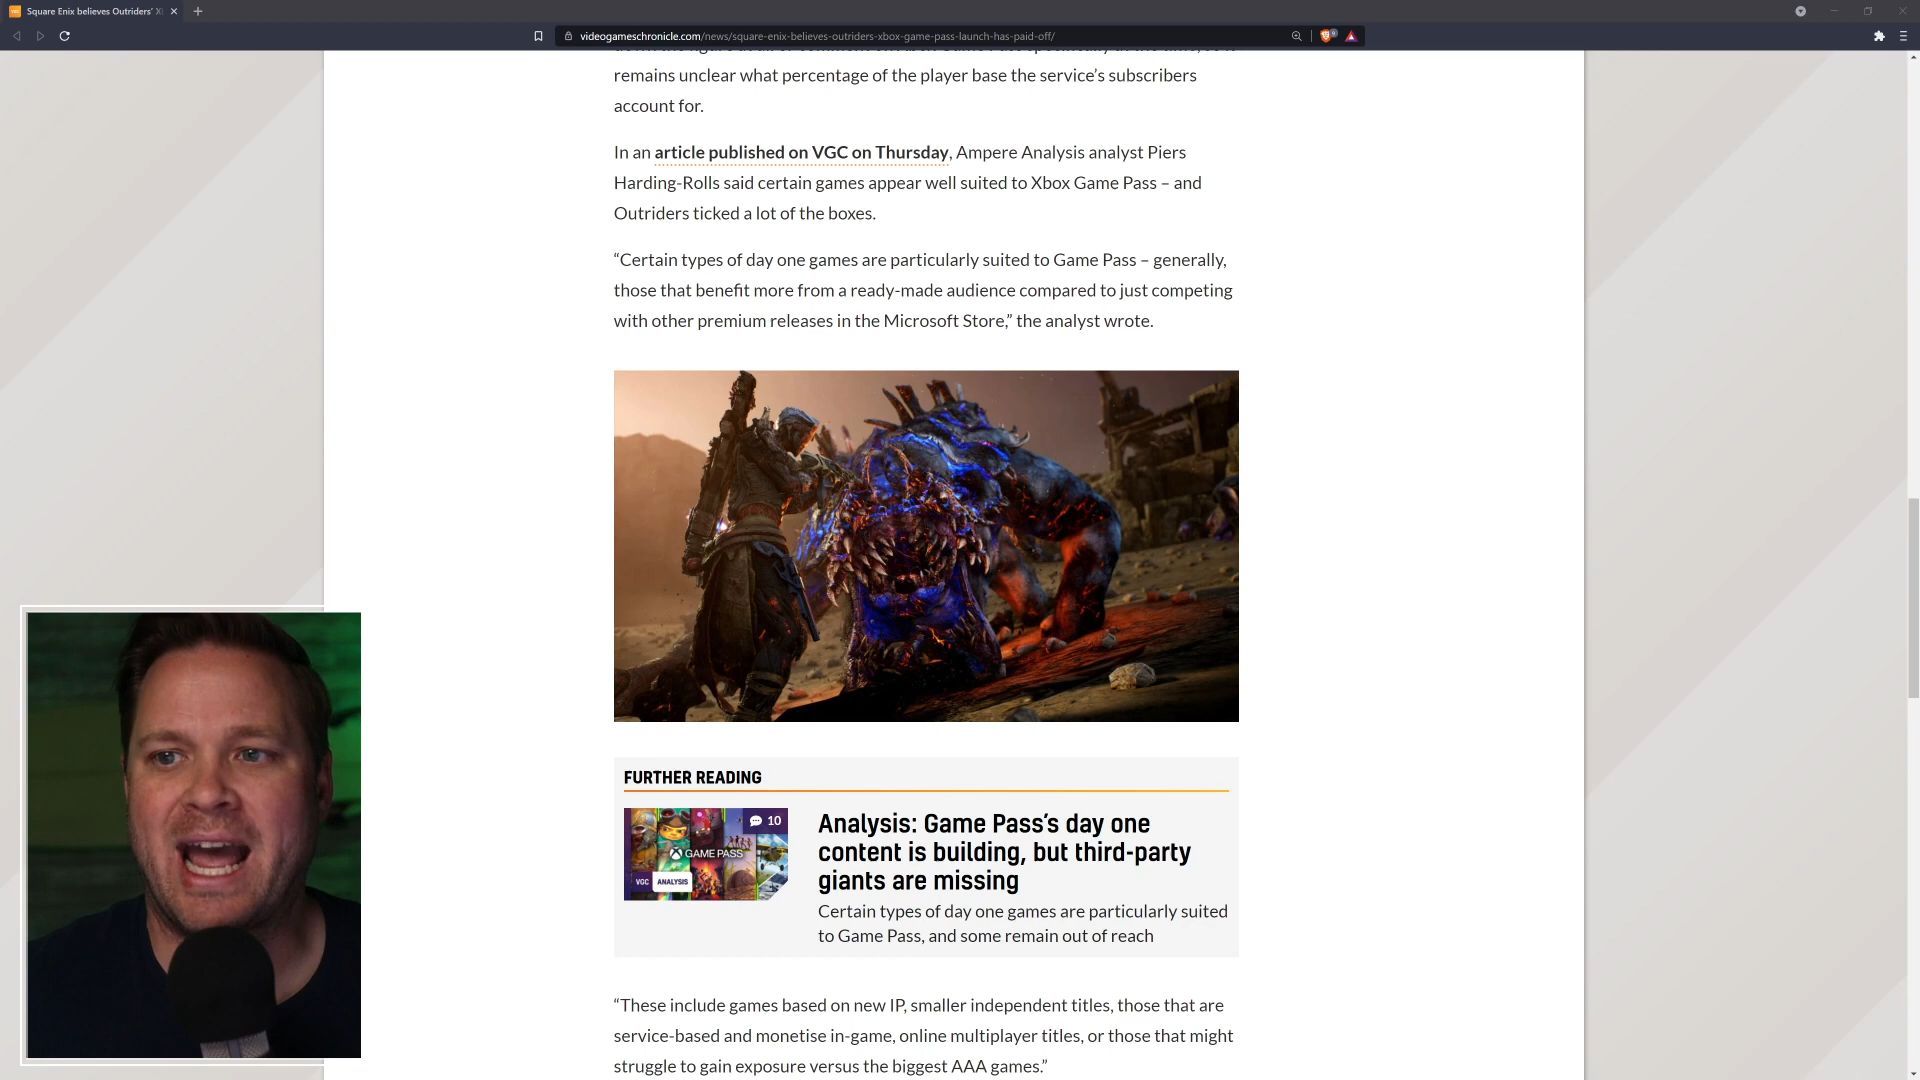 Square Enix believes Outriders' X
videogameschronicle.com/news/square-enix-believes-outriders-xbox-game-pass-launch-has-paid-off/
remains unclear what percentage of the player base the service’s subscribers
account for.
In an article published on VGC on Thursday, Ampere Analysis analyst Piers
Harding-Rolls said certain games appear well suited to Xbox Game Pass – and
Outriders ticked a lot of the boxes.
“Certain types of day one games are particularly suited to Game Pass – generally,
those that benefit more from a ready-made audience compared to just competing
with other premium releases in the Microsoft Store,” the analyst wrote.
FURTHER READING
10
GAME PASS
VGC ANALYSIS
Analysis: Game Pass’s day one
content is building, but third-party
giants are missing
Certain types of day one games are particularly suited
to Game Pass, and some remain out of reach
“These include games based on new IP, smaller independent titles, those that are
service-based and monetise in-game, online multiplayer titles, or those that might
struggle to gain exposure versus the biggest AAA games.”